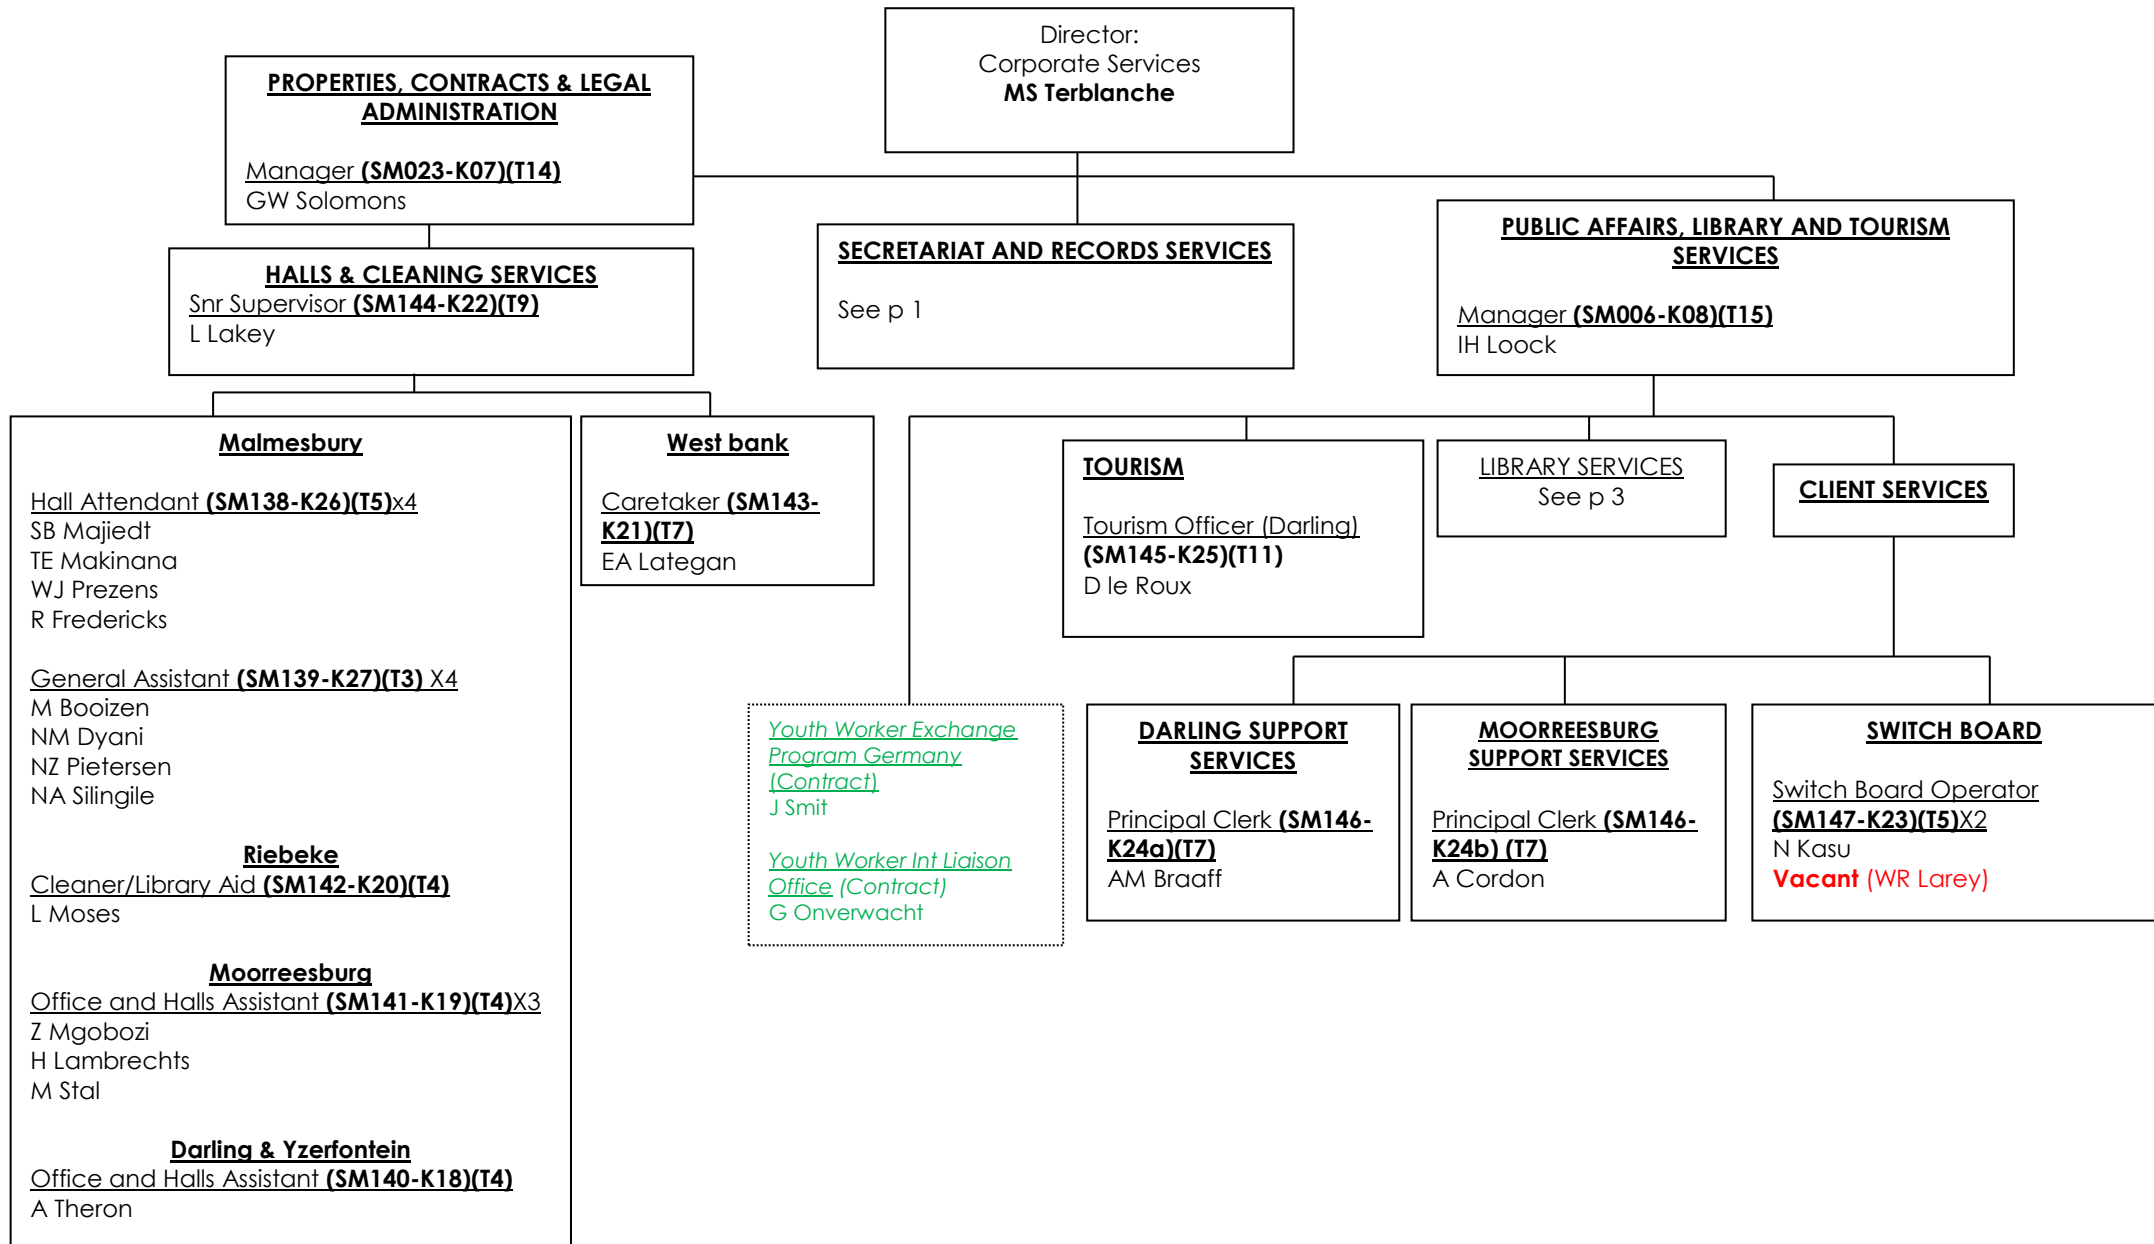 Director:
Corporate Services
MS Terblanche
PROPERTIES, CONTRACTS & LEGAL
ADMINISTRATION
Manager (SM023-K07)(T14)
GW Solomons
HALLS & CLEANING SERVICES
Snr Supervisor (SM144-K22)(T9)
L Lakey
SECRETARIAT AND RECORDS SERVICES
See p 1
PUBLIC AFFAIRS, LIBRARY AND TOURISM
SERVICES
Manager (SM006-K08)(T15)
IH Loock
Malmesbury
Hall Attendant (SM138-K26)(T5)x4
SB Majiedt
TE Makinana
WJ Prezens
R Fredericks
General Assistant (SM139-K27)(T3) X4
M Booizen
NM Dyani
NZ Pietersen
NA Silingile
Riebeke
Cleaner/Library Aid (SM142-K20)(T4)
L Moses
Moorreesburg
Office and Halls Assistant (SM141-K19)(T4)X3
Z Mgobozi
H Lambrechts
M Stal
Darling & Yzerfontein
Office and Halls Assistant (SM140-K18)(T4)
A Theron
West bank
Caretaker (SM143-
K21)(T7)
EA Lategan
TOURISM
Tourism Officer (Darling)
(SM145-K25)(T11)
D le Roux
LIBRARY SERVICES
See p 3
CLIENT SERVICES
Youth Worker Exchange
Program Germany
(Contract)
J Smit
Youth Worker Int Liaison
Office (Contract)
G Onverwacht
DARLING SUPPORT
SERVICES
Principal Clerk (SM146-
K24a)(T7)
AM Braaff
MOORREESBURG
SUPPORT SERVICES
Principal Clerk (SM146-
K24b) (T7)
A Cordon
SWITCH BOARD
Switch Board Operator
(SM147-K23)(T5)X2
N Kasu
Vacant (WR Larey)